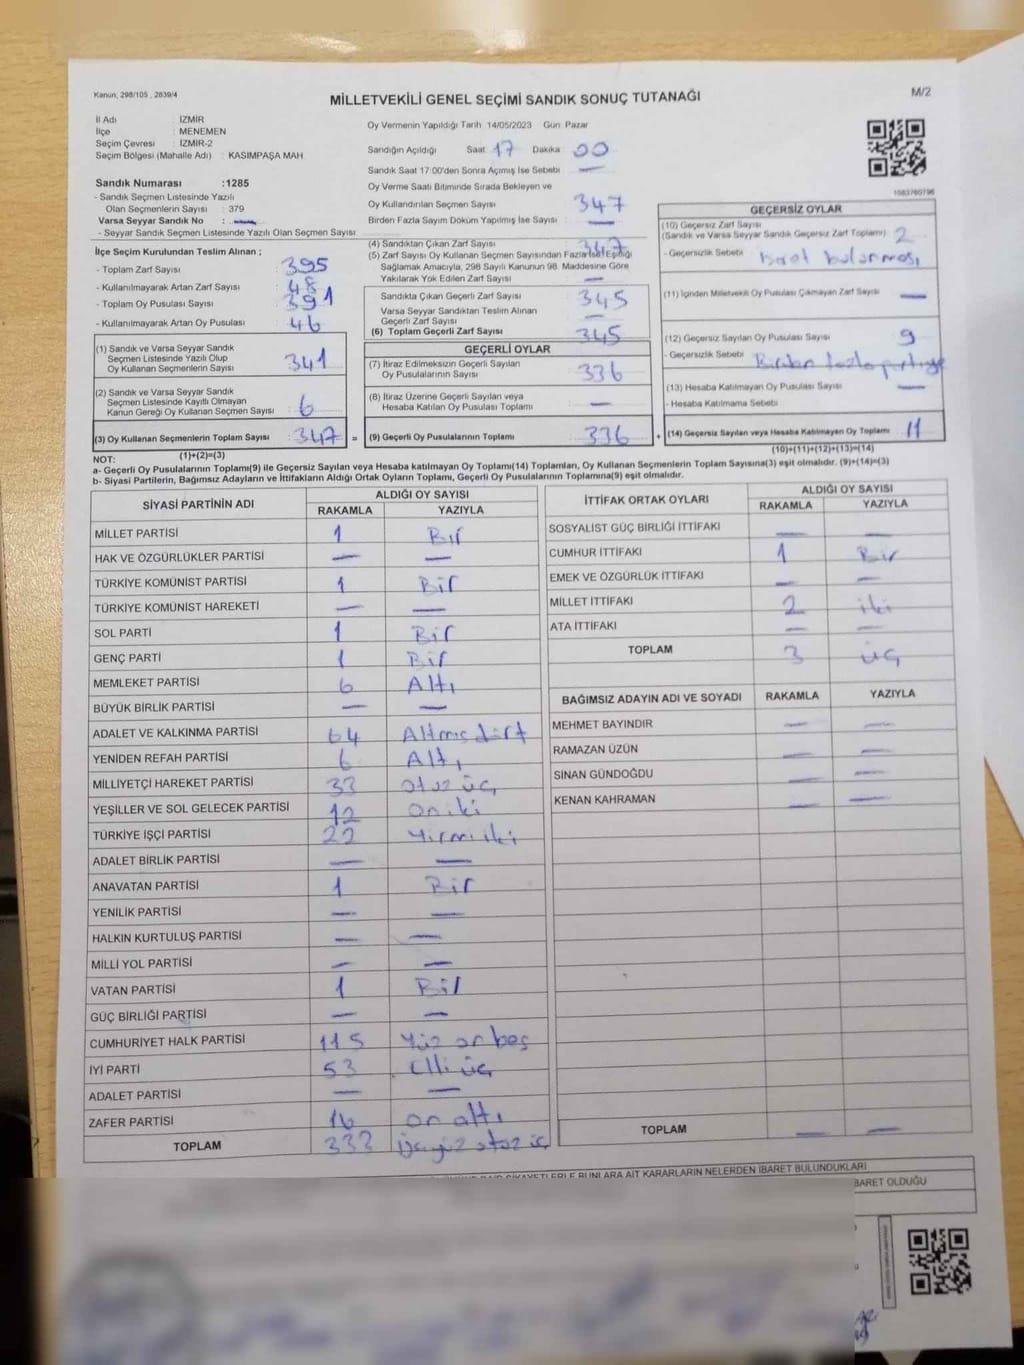 Kanun, 298/105 , 2839/4
MİLLETVEKİLİ GENEL SEÇİMİ SANDIK SONUÇ TUTANAĞI
M/2
İl Adı : İZMİR
İlçe : MENEMEN
Seçim Çevresi : İZMİR-2
Seçim Bölgesi (Mahalle Adı) : KASIMPAŞA MAH.
Sandık Numarası :1285
- Sandık Seçmen Listesinde Yazılı
Olan Seçmenlerin Sayısı : 379
Varsa Seyyar Sandık No : —
- Seyyar Sandık Seçmen Listesinde Yazılı Olan Seçmen Sayısı
İlçe Seçim Kurulundan Teslim Alınan ;
- Toplam Zarf Sayısı : 395
- Kullanılmayarak Artan Zarf Sayısı : 48
- Toplam Oy Pusulası Sayısı : 391
- Kullanılmayarak Artan Oy Pusulası : 46
(1) Sandık ve Varsa Seyyar Sandık
Seçmen Listesinde Yazılı Olup
Oy Kullanan Seçmenlerin Sayısı : 341
(2) Sandık ve Varsa Seyyar Sandık
Seçmen Listesinde Kayıtlı Olmayan
Kanun Gereği Oy Kullanan Seçmen Sayısı : 6
(3) Oy Kullanan Seçmenlerin Toplam Sayısı : 347 =
(1)+(2)=(3)
Oy Vermenin Yapıldığı Tarih 14/05/2023 Gün Pazar
Sandığın Açıldığı Saat 17 Dakika 00
Sandık Saat 17:00'den Sonra Açımış İse Sebebi —
Oy Verme Saati Bitiminde Sırada Bekleyen ve
Oy Kullandırılan Seçmen Sayısı 347
Birden Fazla Sayım Döküm Yapılmış İse Sayısı : —
(4) Sandıktan Çıkan Zarf Sayısı : 347
(5) Zarf Sayısı Oy Kullanan Seçmen Sayısından Fazla İse Eşitliği
Sağlamak Amacıyla, 298 Sayılı Kanunun 98. Maddesine Göre
Yakılarak Yok Edilen Zarf Sayısı : —
Sandıkta Çıkan Geçerli Zarf Sayısı : 345
Varsa Seyyar Sandıktan Teslim Alınan
Geçerli Zarf Sayısı : —
(6) Toplam Geçerli Zarf Sayısı : 345
GEÇERLİ OYLAR
(7) İtiraz Edilmeksizin Geçerli Sayılan
Oy Pusulalarının Sayısı : 336
(8) İtiraz Üzerine Geçerli Sayılan veya
Hesaba Katılan Oy Pusulası Toplamı : —
(9) Geçerli Oy Pusulalarının Toplamı : 336 +
1083760796
GEÇERSİZ OYLAR
(10) Geçersiz Zarf Sayısı
(Sandık ve Varsa Seyyar Sandık Geçersiz Zarf Toplamı) : 2
- Geçersizlik Sebebi
(11) İçinden Milletvekili Oy Pusulası Çıkmayan Zarf Sayısı : —
(12) Geçersiz Sayılan Oy Pusulası Sayısı : 9
- Geçersizlik Sebebi Birden fazla partiye
(13) Hesaba Katılmayan Oy Pusulası Sayısı : —
- Hesaba Katılmama Sebebi
(14) Geçersiz Sayılan veya Hesaba Katılmayan Oy Toplamı : 11
(10)+(11)+(12)+(13)=(14)
NOT:
a- Geçerli Oy Pusulalarının Toplamı(9) ile Geçersiz Sayılan veya Hesaba katılmayan Oy Toplamı(14) Toplamları, Oy Kullanan Seçmenlerin Toplam Sayısına(3) eşit olmalıdır. (9)+(14)=(3)
b- Siyasi Partilerin, Bağımsız Adayların ve İttifakların Aldığı Ortak Oyların Toplamı, Geçerli Oy Pusulalarının Toplamına(9) eşit olmalıdır.
SİYASİ PARTİNİN ADI ALDIĞI OY SAYISI
RAKAMLA YAZIYLA
MİLLET PARTİSİ 1 Bir
HAK VE ÖZGÜRLÜKLER PARTİSİ — —
TÜRKİYE KOMÜNİST PARTİSİ 1 Bir
TÜRKİYE KOMÜNİST HAREKETİ — —
SOL PARTİ 1 Bir
GENÇ PARTİ 1 Bir
MEMLEKET PARTİSİ 6 Altı
BÜYÜK BİRLİK PARTİSİ — —
ADALET VE KALKINMA PARTİSİ 64 Altmış dört
YENİDEN REFAH PARTİSİ 6 Altı
MİLLİYETÇİ HAREKET PARTİSİ 33 otuz üç
YEŞİLLER VE SOL GELECEK PARTİSİ 12 on iki
TÜRKİYE İŞÇİ PARTİSİ 22 Yirmi iki
ADALET BİRLİK PARTİSİ — —
ANAVATAN PARTİSİ 1 Bir
YENİLİK PARTİSİ — —
HALKIN KURTULUŞ PARTİSİ — —
MİLLİ YOL PARTİSİ — —
VATAN PARTİSİ 1 Bir
GÜÇ BİRLİĞİ PARTİSİ — —
CUMHURİYET HALK PARTİSİ 115 Yüz on beş
İYİ PARTİ 53 Elli üç
ADALET PARTİSİ — —
ZAFER PARTİSİ 16 on altı
TOPLAM 333 Üçyüz otuz üç
İTTİFAK ORTAK OYLARI ALDIĞI OY SAYISI
RAKAMLA YAZIYLA
SOSYALİST GÜÇ BİRLİĞİ İTTİFAKI — —
CUMHUR İTTİFAKI 1 Bir
EMEK VE ÖZGÜRLÜK İTTİFAKI — —
MİLLET İTTİFAKI 2 iki
ATA İTTİFAKI — —
TOPLAM 3 üç
BAĞIMSIZ ADAYIN ADI VE SOYADI RAKAMLA YAZIYLA
MEHMET BAYINDIR — —
RAMAZAN ÜZÜN — —
SİNAN GÜNDOĞDU — —
KENAN KAHRAMAN — —
TOPLAM — —
ŞİKAYETLERLE BUNLARA AİT KARARLARIN NELERDEN İBARET BULUNDUKLARI
BARET OLDUĞU